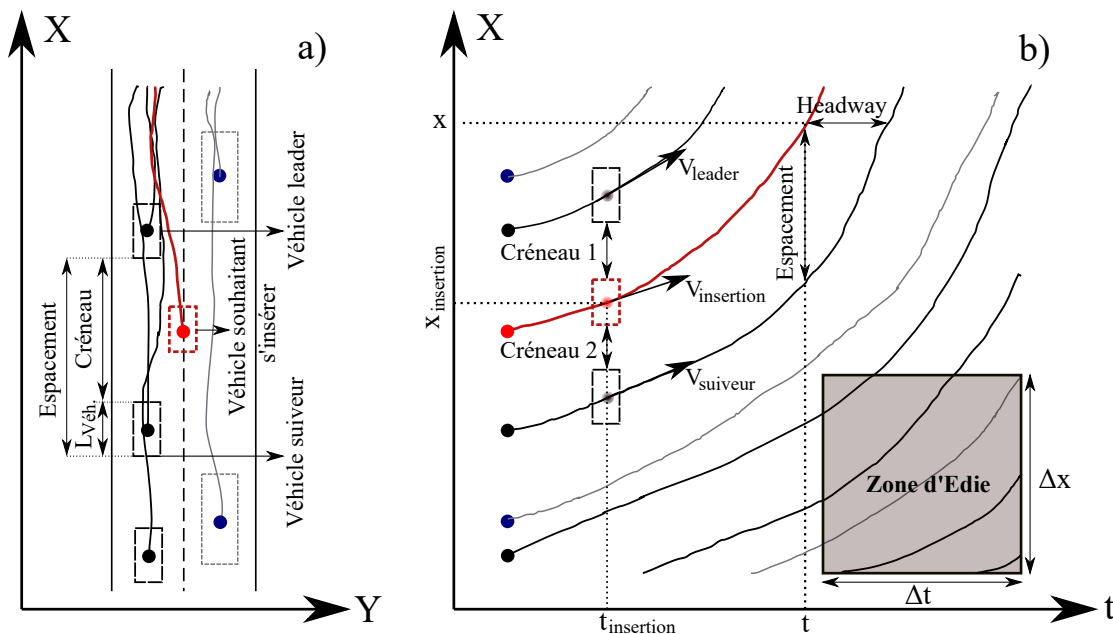 X
a)
Véhicule leader
Espacement
Créneau
Véhicule souhaitant
s'insérer
LVéh.
Véhicule suiveur
Y
X
b)
x
Headway
Vleader
Créneau 1
Espacement
xinsertion
Vinsertion
Créneau 2
Vsuiveur
Zone d'Edie
Δx
Δt
tinsertion
t
t